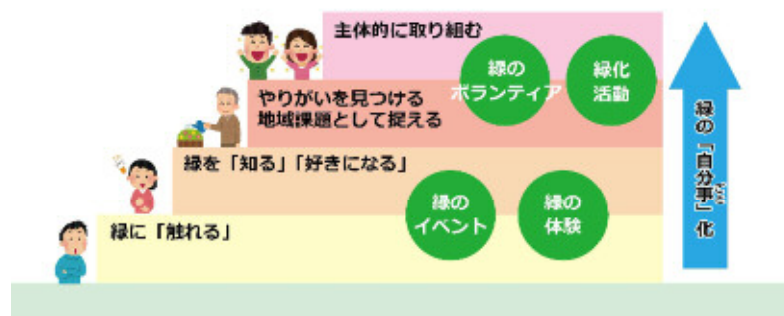 主体的に取り組む
緑の
ボランティア
緑化
活動
やりがいを見つける
地域課題として捉える
緑を「知る」「好きになる」
緑の
イベント
緑の
体験
緑に「触れる」
緑の「自分事」化